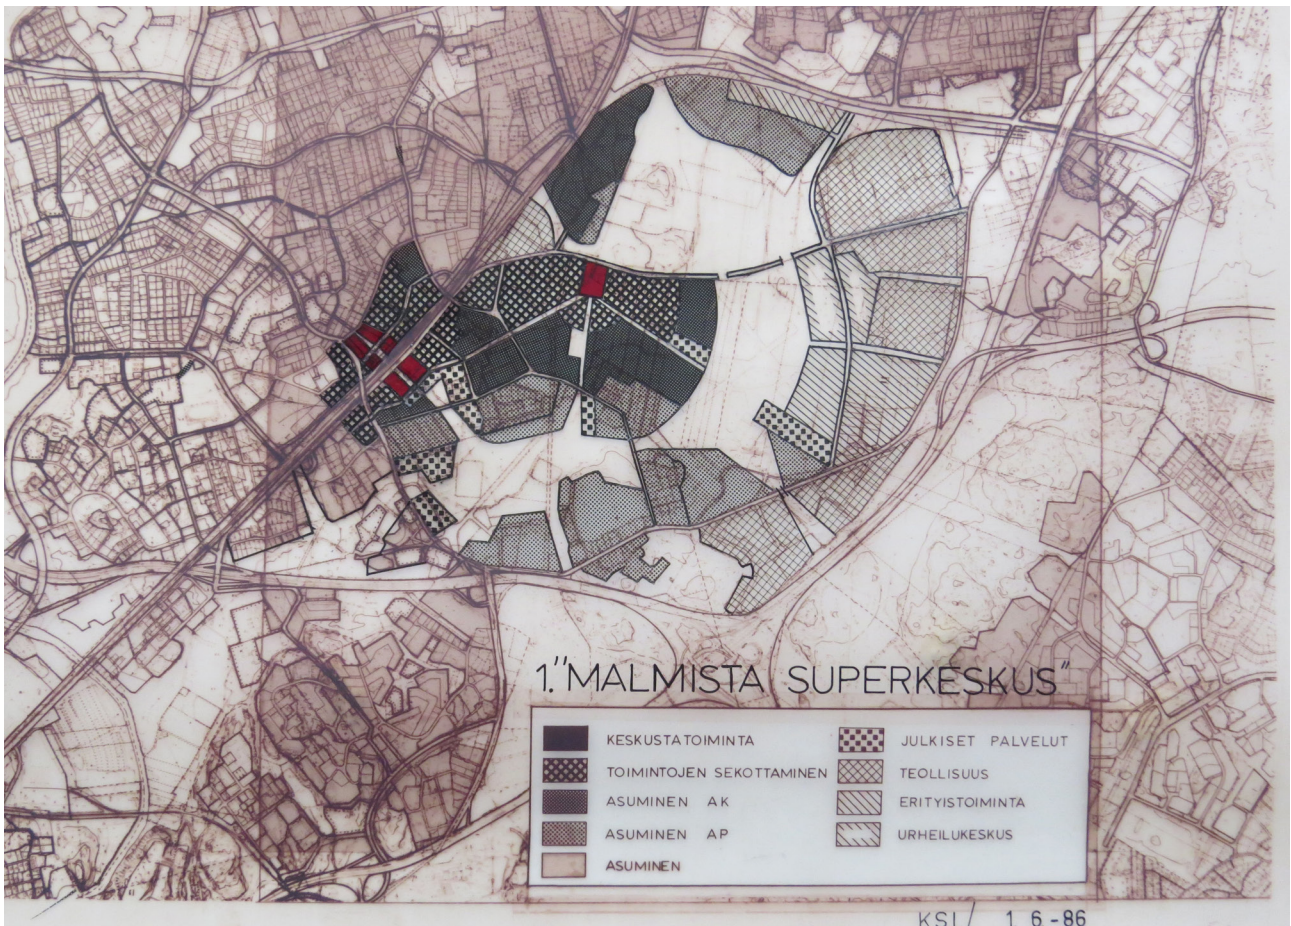 1. "MALMISTA SUPERKESKUS"
KESKUSTATOIMINTA
TOIMINTOJEN SEKOTTAMINEN
ASUMINEN AK
ASUMINEN AP
ASUMINEN
JULKISET PALVELUT
TEOLLISUUS
ERITYISTOIMINTA
URHEILUKESKUS
KSI / 1 6-86